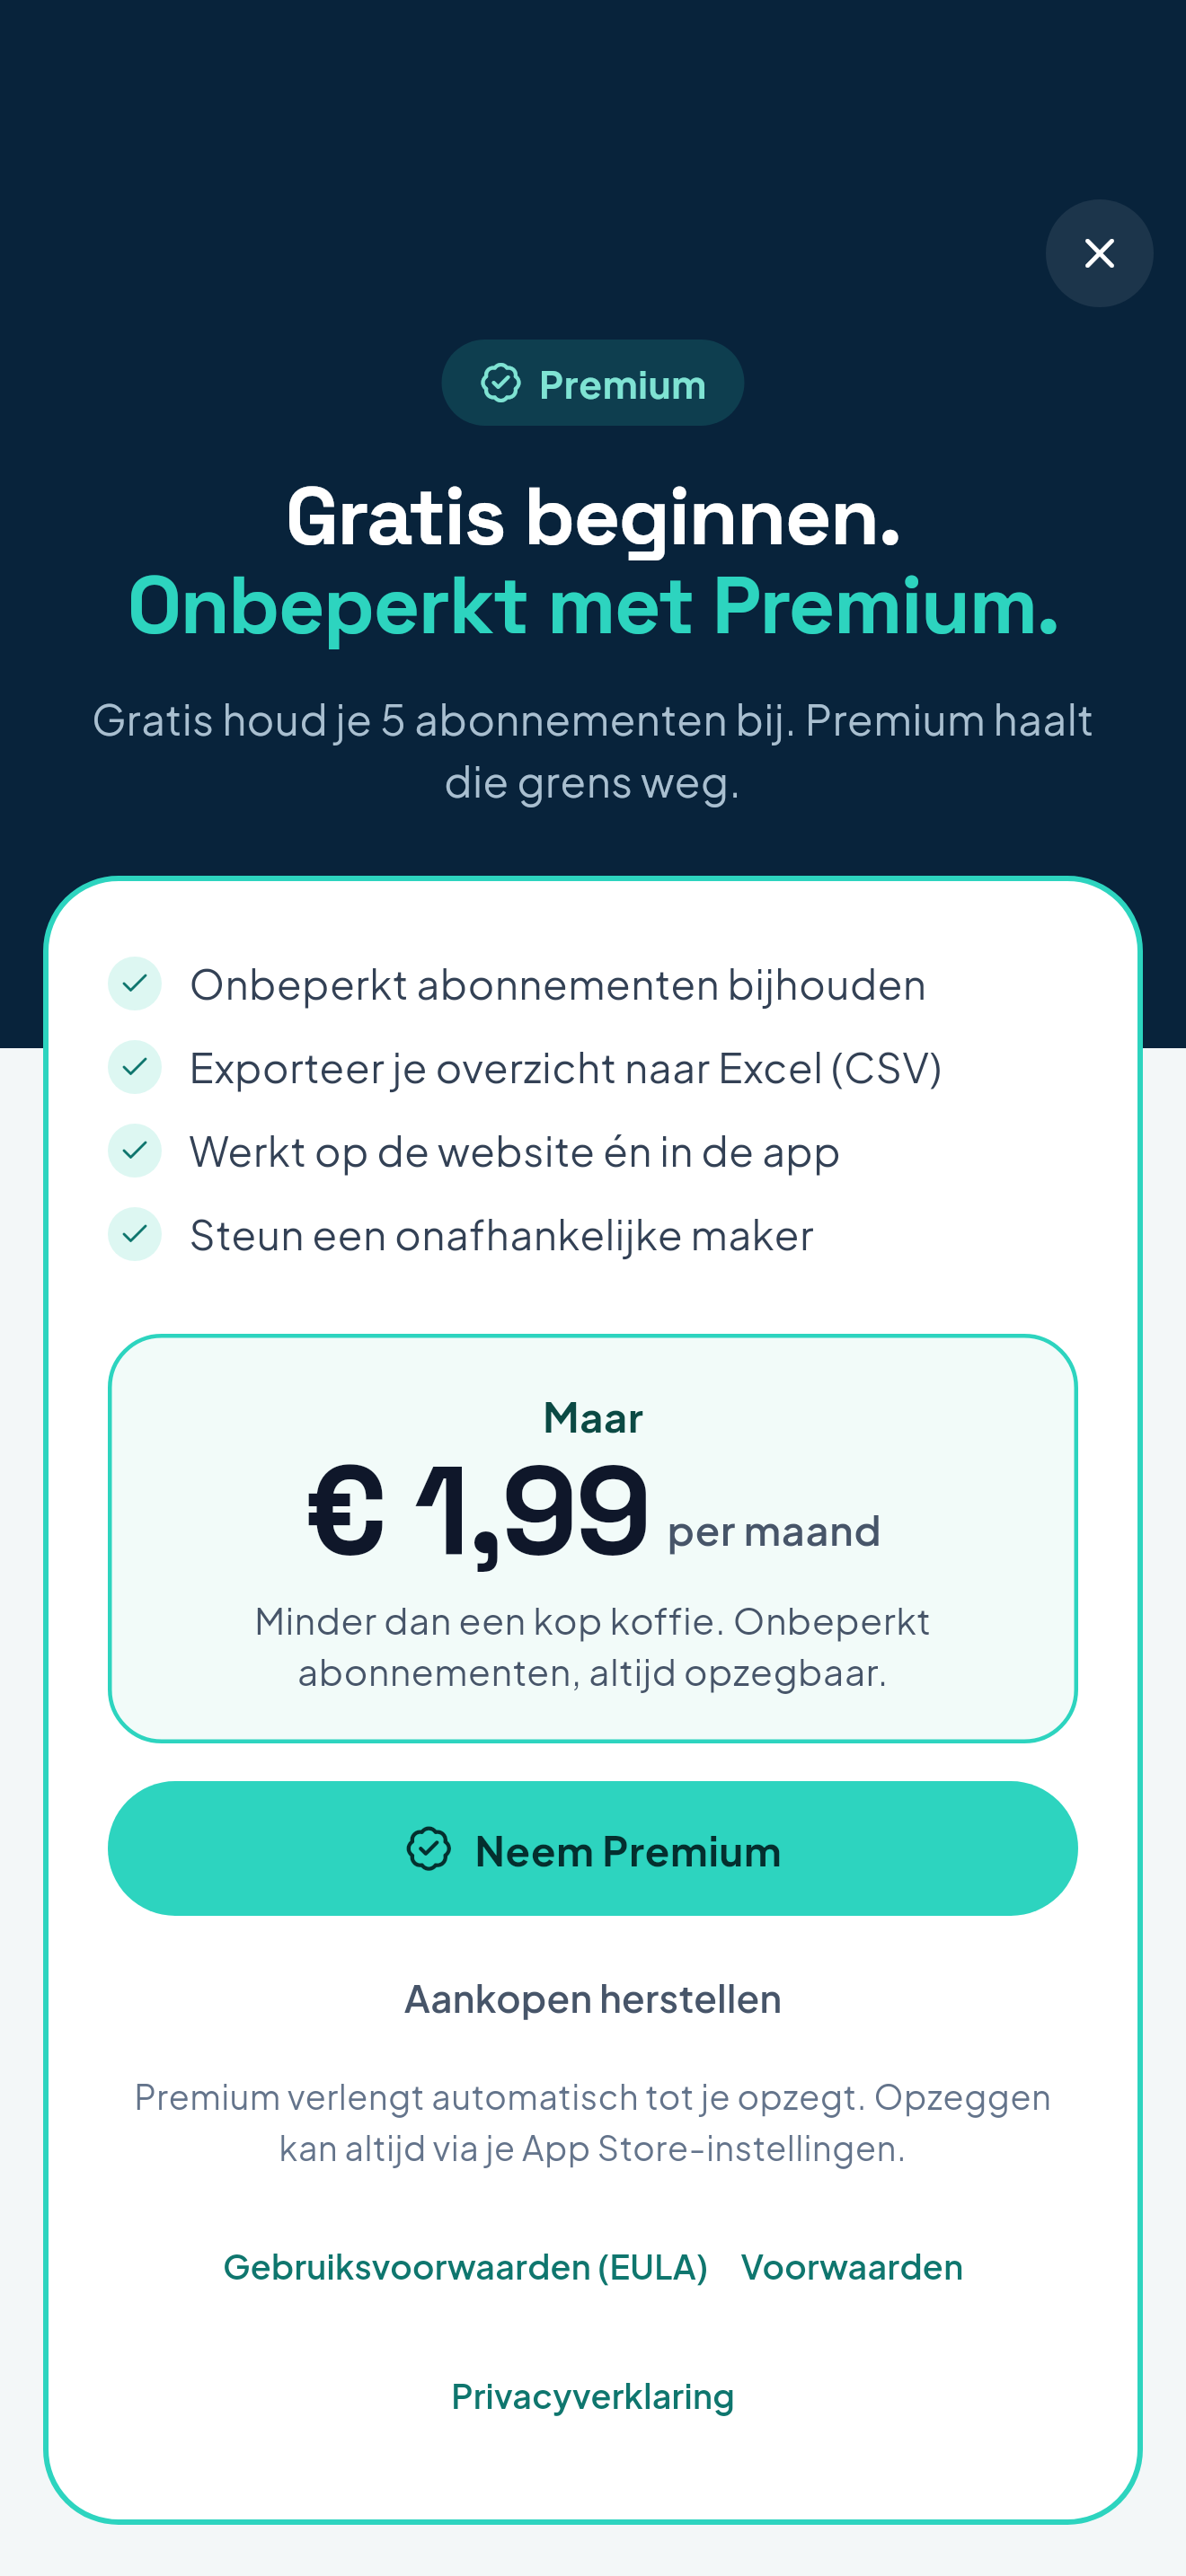 Premium
Gratis beginnen.
Onbeperkt met Premium.
Gratis houd je 5 abonnementen bij. Premium haalt
die grens weg.
Onbeperkt abonnementen bijhouden
Exporteer je overzicht naar Excel (CSV)
Werkt op de website én in de app
Steun een onafhankelijke maker
Maar
€ 1,99 per maand
Minder dan een kop koffie. Onbeperkt
abonnementen, altijd opzegbaar.
Neem Premium
Aankopen herstellen
Premium verlengt automatisch tot je opzegt. Opzeggen
kan altijd via je App Store-instellingen.
Gebruiksvoorwaarden (EULA) Voorwaarden
Privacyverklaring